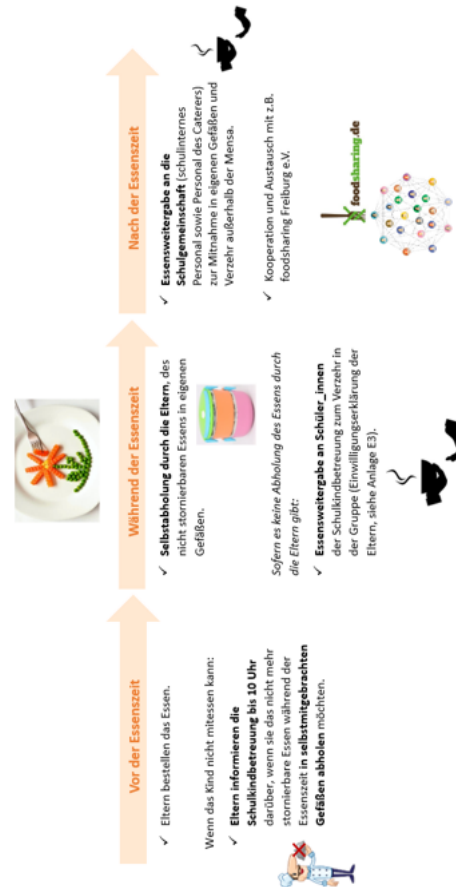 Vor der Essenszeit
✓ Eltern bestellen das Essen.
Wenn das Kind nicht mitessen kann:
✓ Eltern informieren die
Schulkindbetreuung bis 10 Uhr
darüber, wenn sie das nicht mehr
stornierbare Essen während der
Essenszeit in selbstmitgebrachten
Gefäßen abholen möchten.
Während der Essenszeit
✓ Selbstabholung durch die Eltern, des
nicht stornierbaren Essens in eigenen
Gefäßen.
Sofern es keine Abholung des Essens durch
die Eltern gibt:
✓ Essensweitergabe an Schüler_innen
der Schulkindbetreuung zum Verzehr in
der Gruppe (Einwilligungserklärung der
Eltern, siehe Anlage E3).
Nach der Essenszeit
✓ Essensweitergabe an die
Schulgemeinschaft (schulinternes
Personal sowie Personal des Caterers)
zur Mitnahme in eigenen Gefäßen und
Verzehr außerhalb der Mensa.
✓ Kooperation und Austausch mit z.B.
foodsharing Freiburg e.V.
foodsharing.de